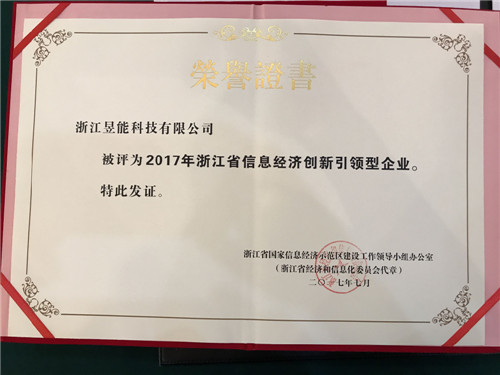 榮譽證書
浙江昱能科技有限公司
被评为2017年浙江省信息经济创新引领型企业。
特此发证。
浙江省国家信息经济示范区建设工作领导小组办公室
（浙江省经济和信息化委员会代章）
二〇一七年七月